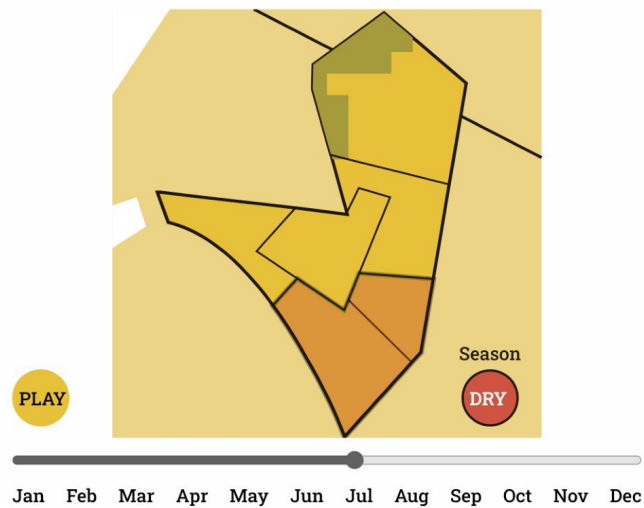 Season
PLAY
DRY
Jan Feb Mar Apr May Jun Jul Aug Sep Oct Nov Dec